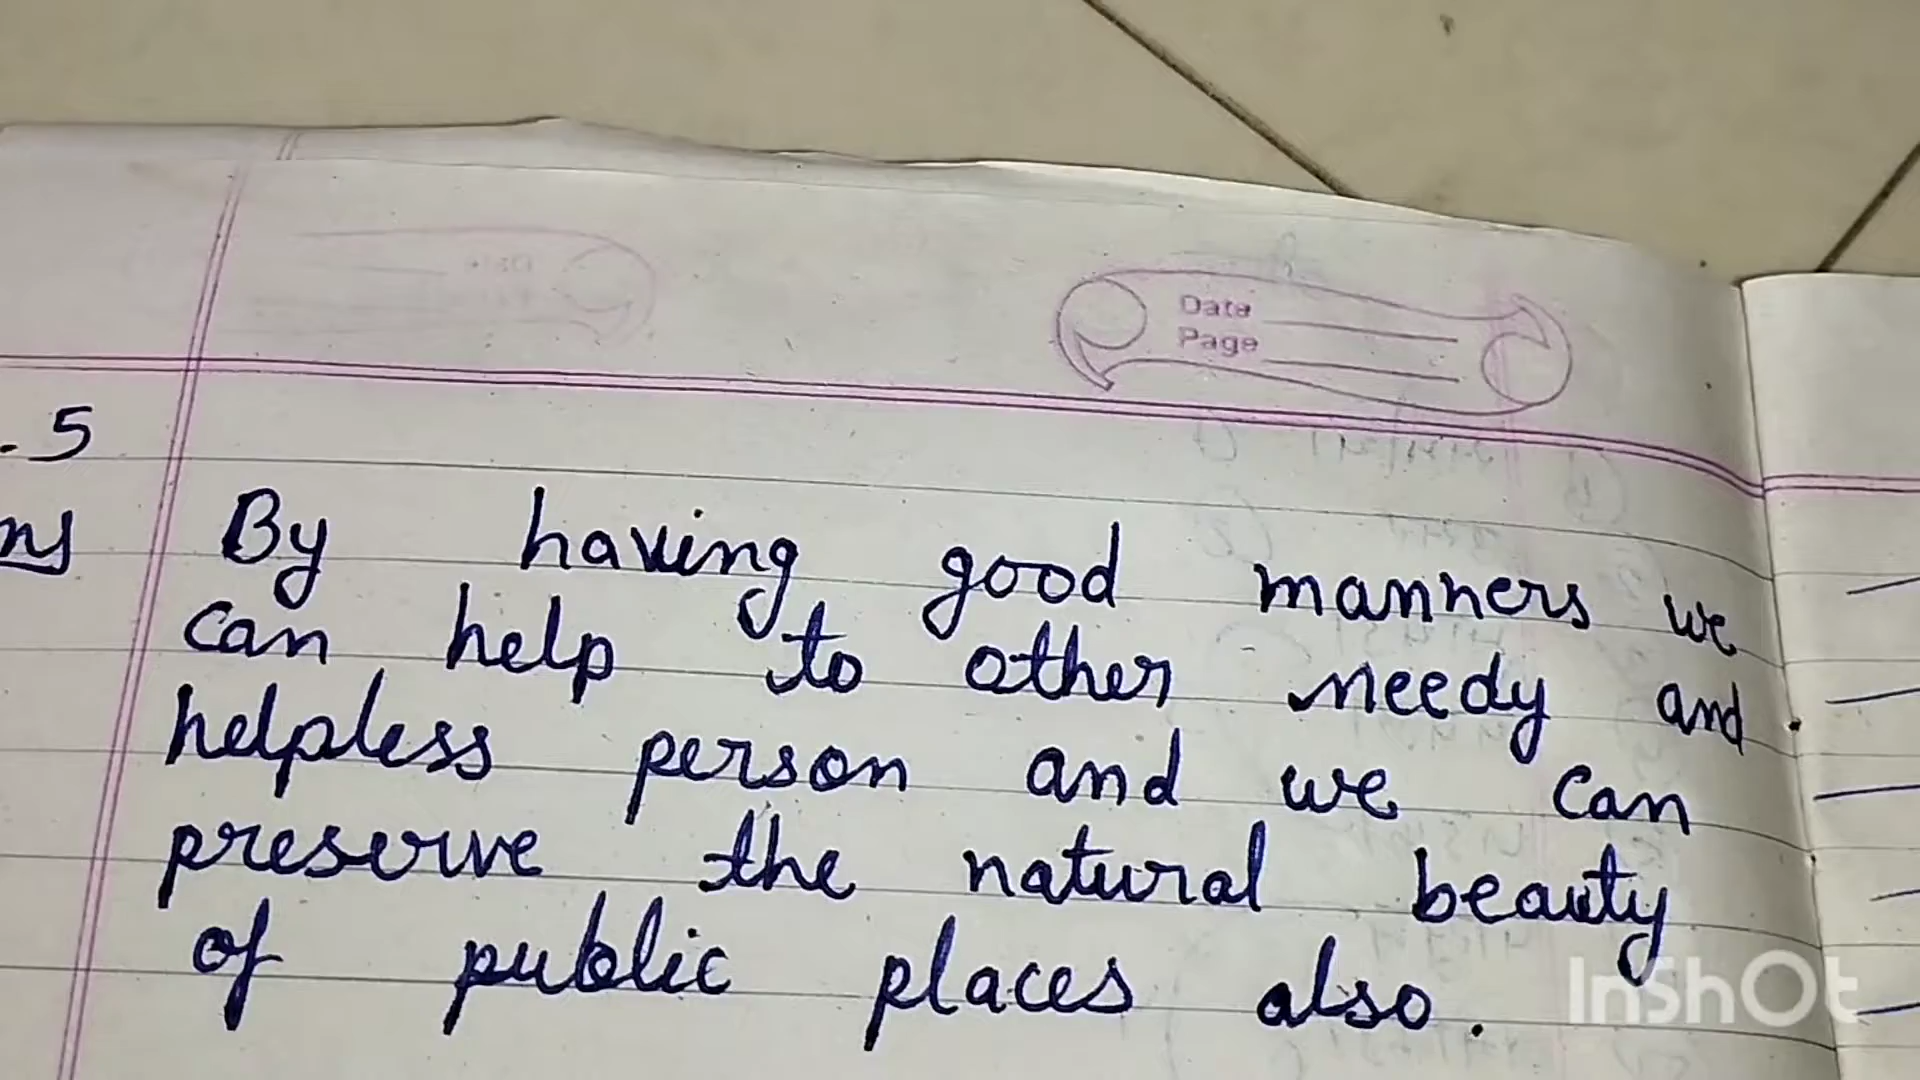 Date
Page
.5
ns By having good manners we
can help to other needy and
helpless person and we can
preserve the natural beauty
of public places also.
InShOt